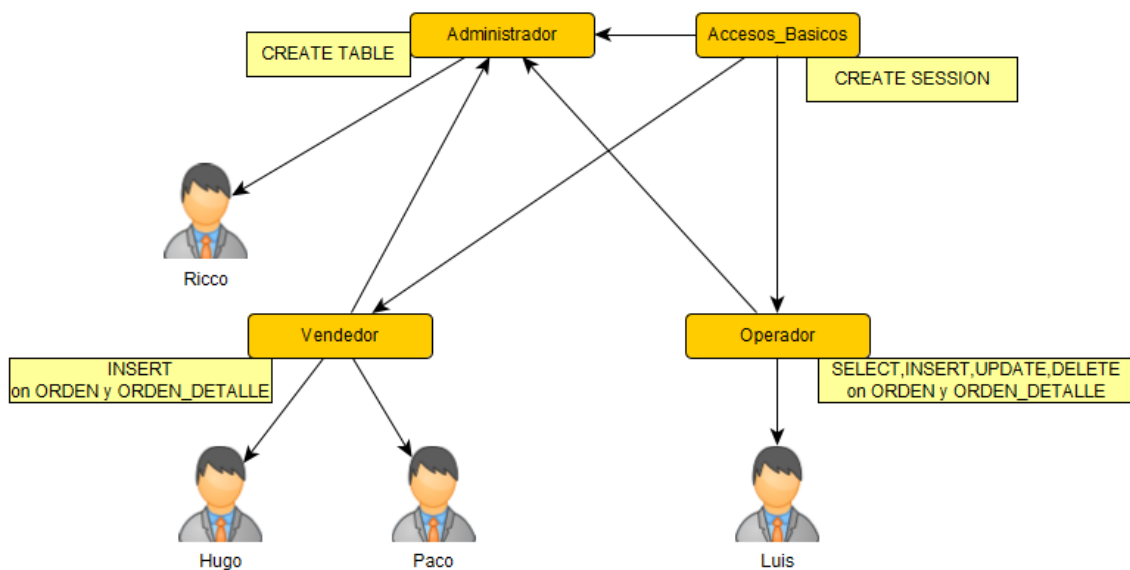 Administrador
Accesos_Basicos
CREATE TABLE
CREATE SESSION
Ricco
Vendedor
Operador
INSERT
on ORDEN y ORDEN_DETALLE
SELECT,INSERT,UPDATE,DELETE
on ORDEN y ORDEN_DETALLE
Hugo
Paco
Luis